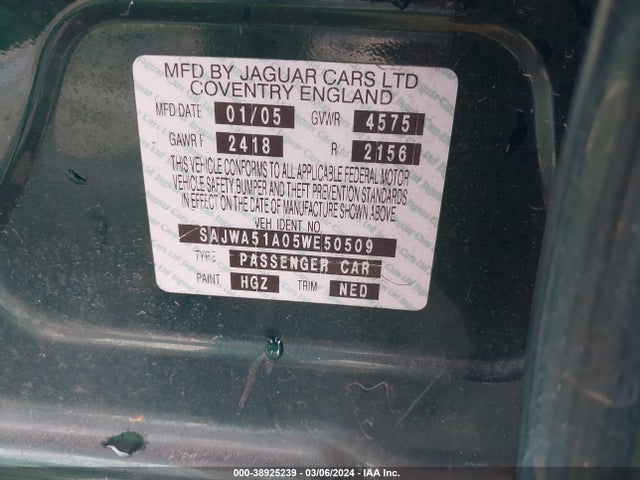 MFD BY JAGUAR CARS LTD
COVENTRY ENGLAND
MFD DATE 01/05 GVWR 4575
GAWR F 2418 R 2156
THIS VEHICLE CONFORMS TO ALL APPLICABLE FEDERAL MOTOR
VEHICLE SAFETY BUMPER AND THEFT PREVENTION STANDARDS
IN EFFECT ON THE DATE OF MANUFACTURE SHOWN ABOVE.
VEH. IDENT NO.
SAJWA51A05WE50509
TYPE PASSENGER CAR
PAINT HGZ TRIM NED
000-38925239 - 03/06/2024 - IAA Inc.